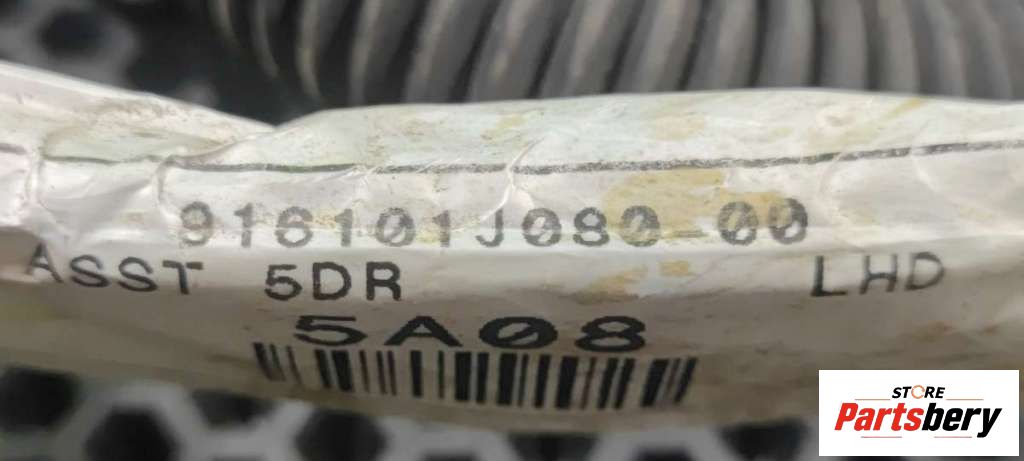 916101J080-00
ASST 5DR LHD
5A08
STORE
Partsbery